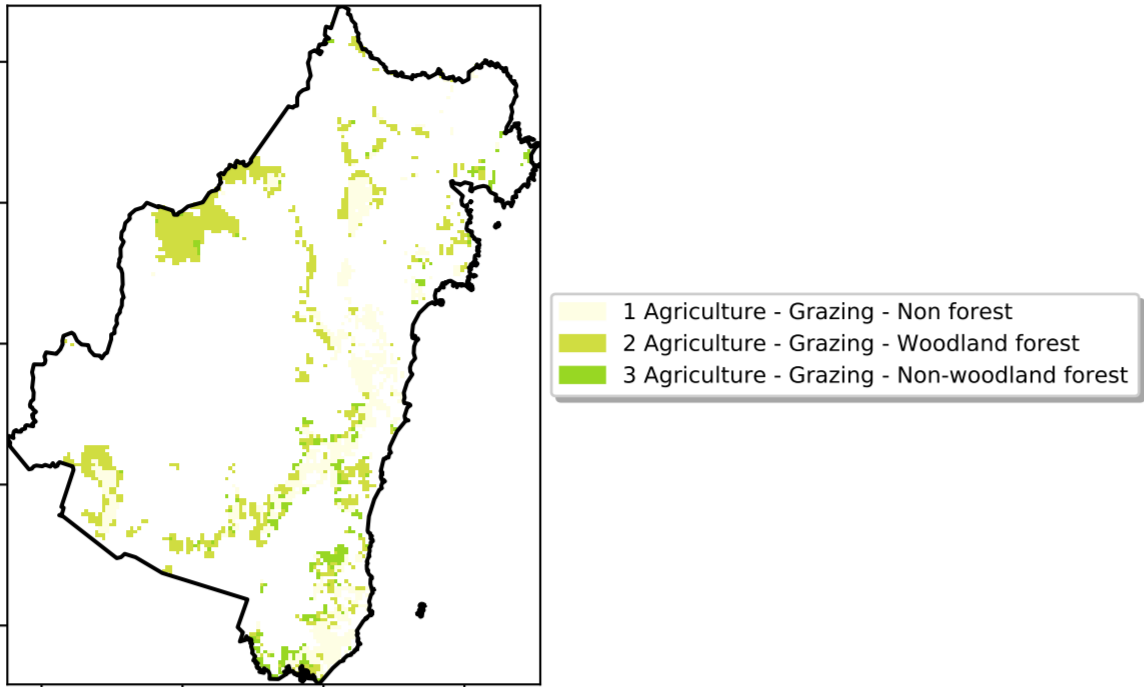 1 Agriculture - Grazing - Non forest
2 Agriculture - Grazing - Woodland forest
3 Agriculture - Grazing - Non-woodland forest